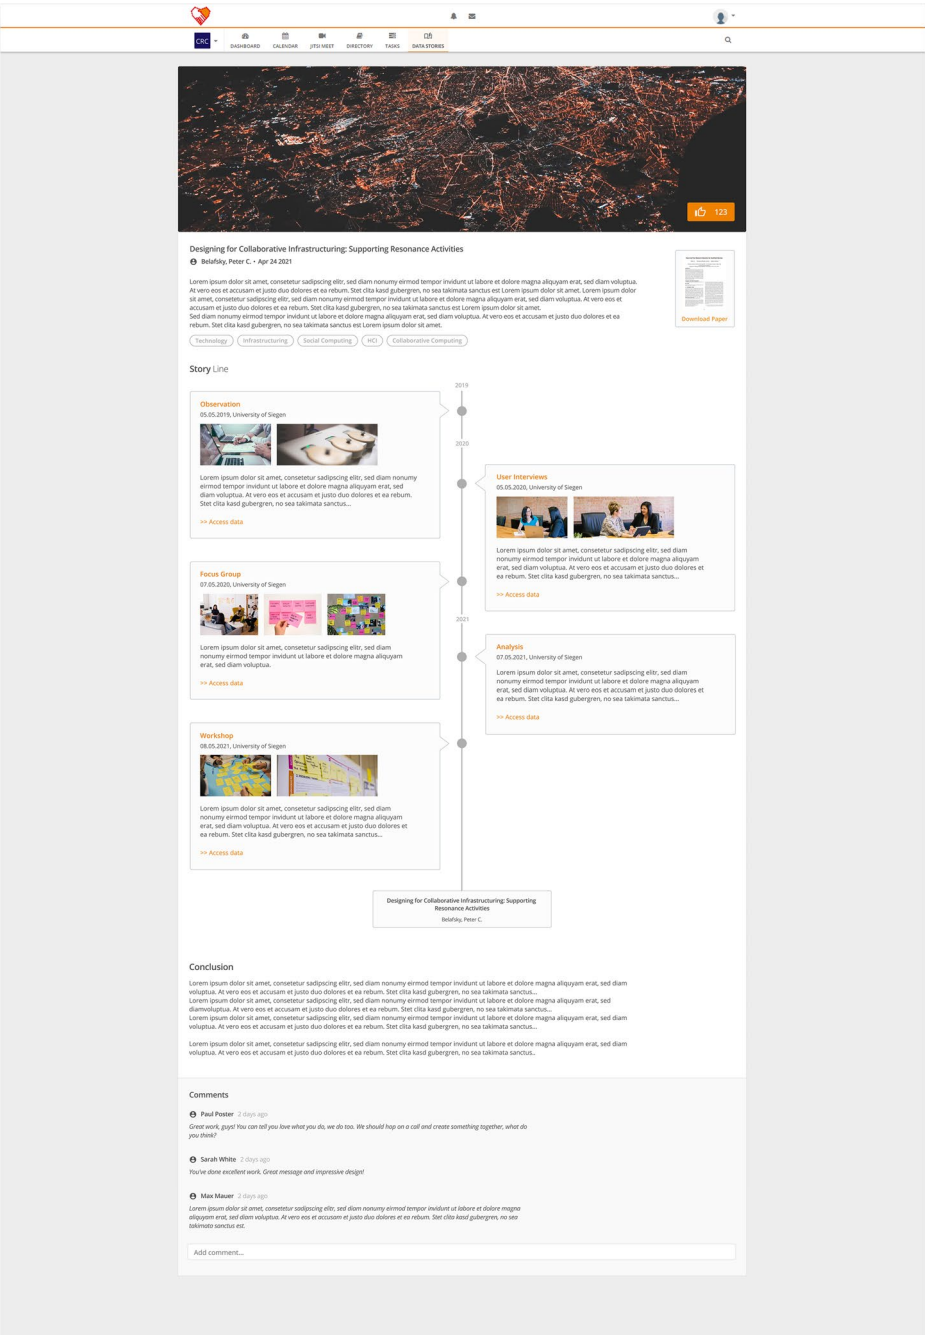 CRC
DASHBOARD
CALENDAR
JITSI MEET
DIRECTORY
TASKS
DATA STORIES
123
Designing for Collaborative Infrastructuring: Supporting Resonance Activities
Belafsky, Peter C. • Apr 24 2021
Lorem ipsum dolor sit amet, consetetur sadipscing elitr, sed diam nonumy eirmod tempor invidunt ut labore et dolore magna aliquyam erat, sed diam voluptua.
At vero eos et accusam et justo duo dolores et ea rebum. Stet clita kasd gubergren, no sea takimata sanctus est Lorem ipsum dolor sit amet. Lorem ipsum dolor
sit amet, consetetur sadipscing elitr, sed diam nonumy eirmod tempor invidunt ut labore et dolore magna aliquyam erat, sed diam voluptua. At vero eos et
accusam et justo duo dolores et ea rebum. Stet clita kasd gubergren, no sea takimata sanctus est Lorem ipsum dolor sit amet.
Sed diam nonumy eirmod tempor invidunt ut labore et dolore magna aliquyam erat, sed diam voluptua. At vero eos et accusam et justo duo dolores et ea
rebum. Stet clita kasd gubergren, no sea takimata sanctus est Lorem ipsum dolor sit amet.
Download Paper
Technology
Infrastructuring
Social Computing
HCI
Collaborative Computing
Story Line
2019
Observation
05.05.2019, University of Siegen
Lorem ipsum dolor sit amet, consetetur sadipscing elitr, sed diam nonumy
eirmod tempor invidunt ut labore et dolore magna aliquyam erat, sed
diam voluptua. At vero eos et accusam et justo duo dolores et ea rebum.
Stet clita kasd gubergren, no sea takimata sanctus...
>> Access data
2020
User Interviews
05.05.2020, University of Siegen
Lorem ipsum dolor sit amet, consetetur sadipscing elitr, sed diam
nonumy eirmod tempor invidunt ut labore et dolore magna aliquyam
erat, sed diam voluptua. At vero eos et accusam et justo duo dolores et
ea rebum. Stet clita kasd gubergren, no sea takimata sanctus...
>> Access data
Focus Group
07.05.2020, University of Siegen
Lorem ipsum dolor sit amet, consetetur sadipscing elitr, sed diam
nonumy eirmod tempor invidunt ut labore et dolore magna aliquyam
erat, sed diam voluptua.
>> Access data
2021
Analysis
07.05.2021, University of Siegen
Lorem ipsum dolor sit amet, consetetur sadipscing elitr, sed diam
nonumy eirmod tempor invidunt ut labore et dolore magna aliquyam
erat, sed diam voluptua. At vero eos et accusam et justo duo dolores et
ea rebum. Stet clita kasd gubergren, no sea takimata sanctus...
>> Access data
Workshop
08.05.2021, University of Siegen
Lorem ipsum dolor sit amet, consetetur sadipscing elitr, sed diam
nonumy eirmod tempor invidunt ut labore et dolore magna aliquyam
erat, sed diam voluptua. At vero eos et accusam et justo duo dolores et
ea rebum. Stet clita kasd gubergren, no sea takimata sanctus...
>> Access data
Designing for Collaborative Infrastructuring: Supporting
Resonance Activities
Belafsky, Peter C.
Conclusion
Lorem ipsum dolor sit amet, consetetur sadipscing elitr, sed diam nonumy eirmod tempor invidunt ut labore et dolore magna aliquyam erat, sed diam
voluptua. At vero eos et accusam et justo duo dolores et ea rebum. Stet clita kasd gubergren, no sea takimata sanctus...
Lorem ipsum dolor sit amet, consetetur sadipscing elitr, sed diam nonumy eirmod tempor invidunt ut labore et dolore magna aliquyam erat, sed
diamvoluptua. At vero eos et accusam et justo duo dolores et ea rebum. Stet clita kasd gubergren, no sea takimata sanctus...
Lorem ipsum dolor sit amet, consetetur sadipscing elitr, sed diam nonumy eirmod tempor invidunt ut labore et dolore magna aliquyam erat, sed diam
voluptua. At vero eos et accusam et justo duo dolores et ea rebum. Stet clita kasd gubergren, no sea takimata sanctus...
Lorem ipsum dolor sit amet, consetetur sadipscing elitr, sed diam nonumy eirmod tempor invidunt ut labore et dolore magna aliquyam erat, sed diam
voluptua. At vero eos et accusam et justo duo dolores et ea rebum. Stet clita kasd gubergren, no sea takimata sanctus..
Comments
Paul Poster 2 days ago
Great work, guys! You can tell you love what you do, we do too. We should hop on a call and create something together, what do
you think?
Sarah White 2 days ago
You've done excellent work. Great message and impressive design!
Max Mauer 2 days ago
Lorem ipsum dolor sit amet, consetetur sadipscing elitr, sed diam nonumy eirmod tempor invidunt ut labore et dolore magna
aliquyam erat, sed diam voluptua. At vero eos et accusam et justo duo dolores et ea rebum. Stet clita kasd gubergren, no sea
takimata sanctus est.
Add comment...